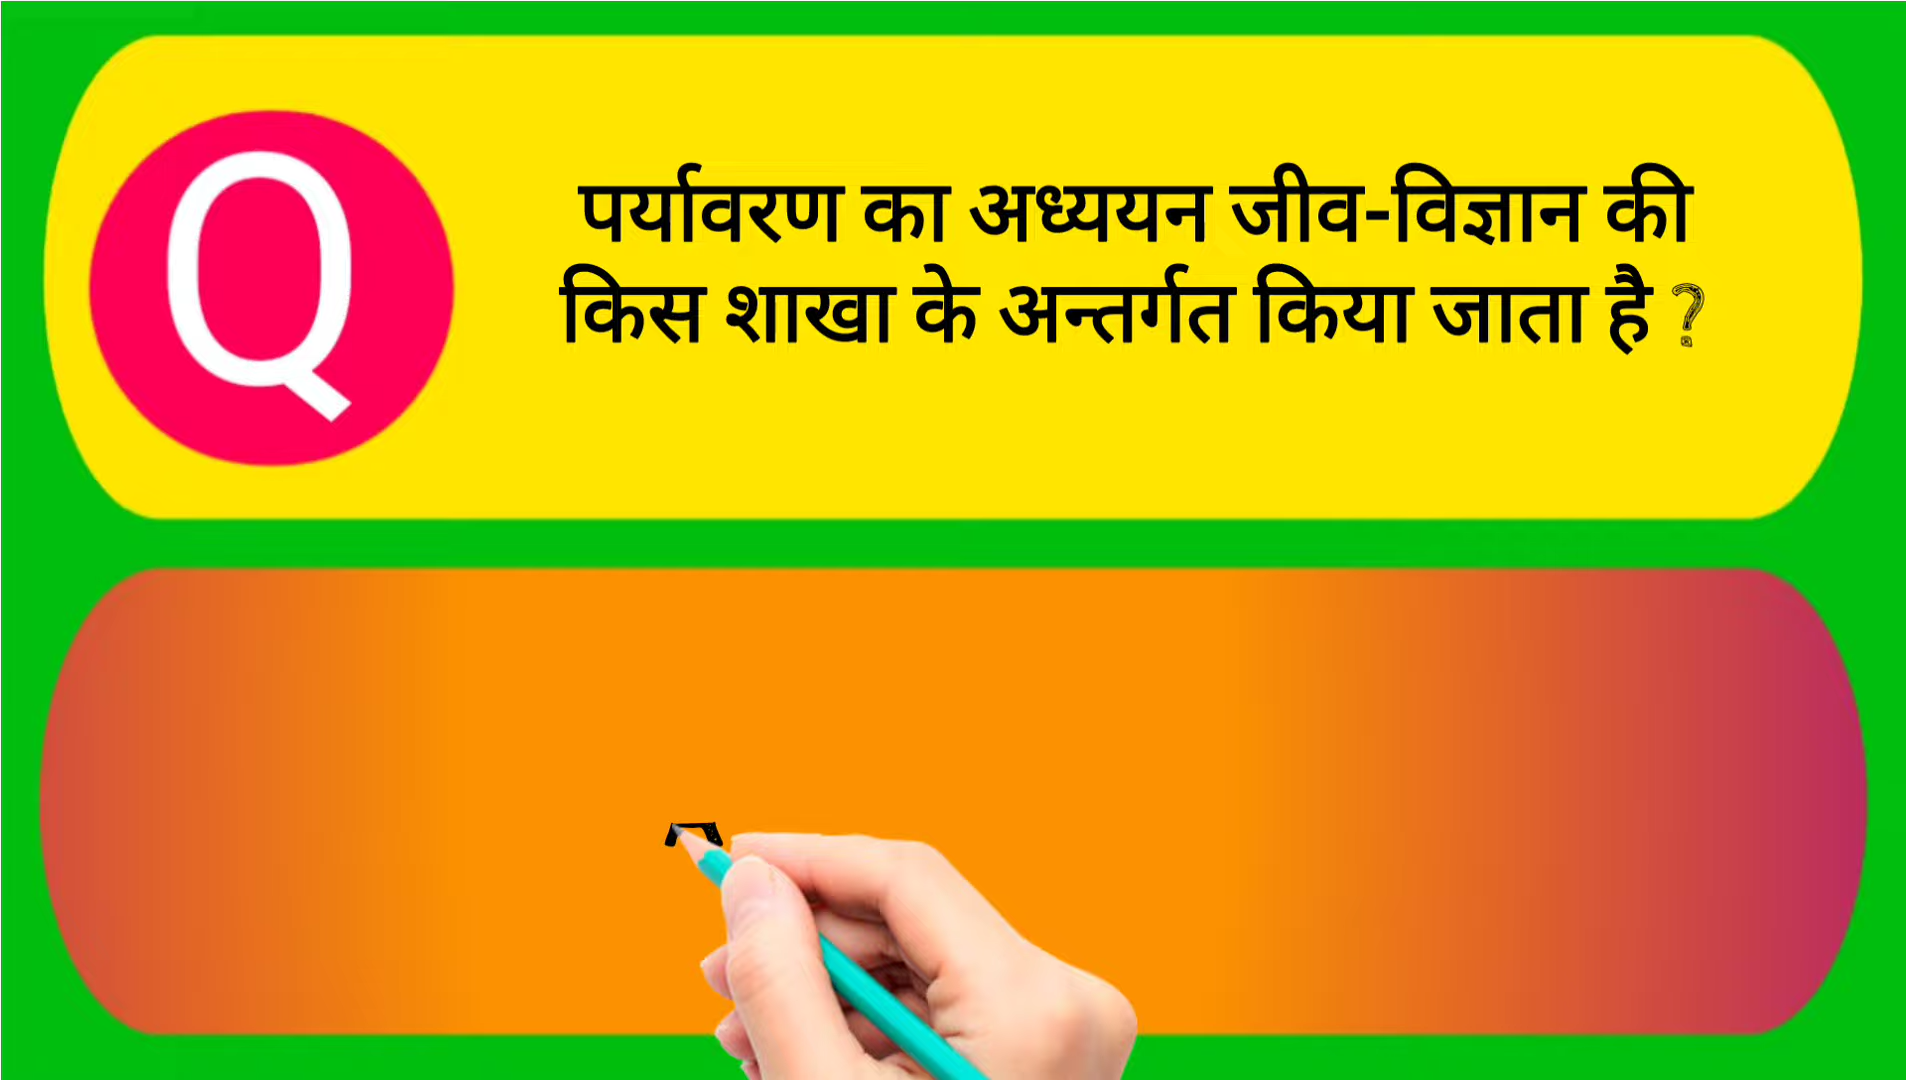 Q
पर्यावरण का अध्ययन जीव-विज्ञान की
किस शाखा के अन्तर्गत किया जाता है ?